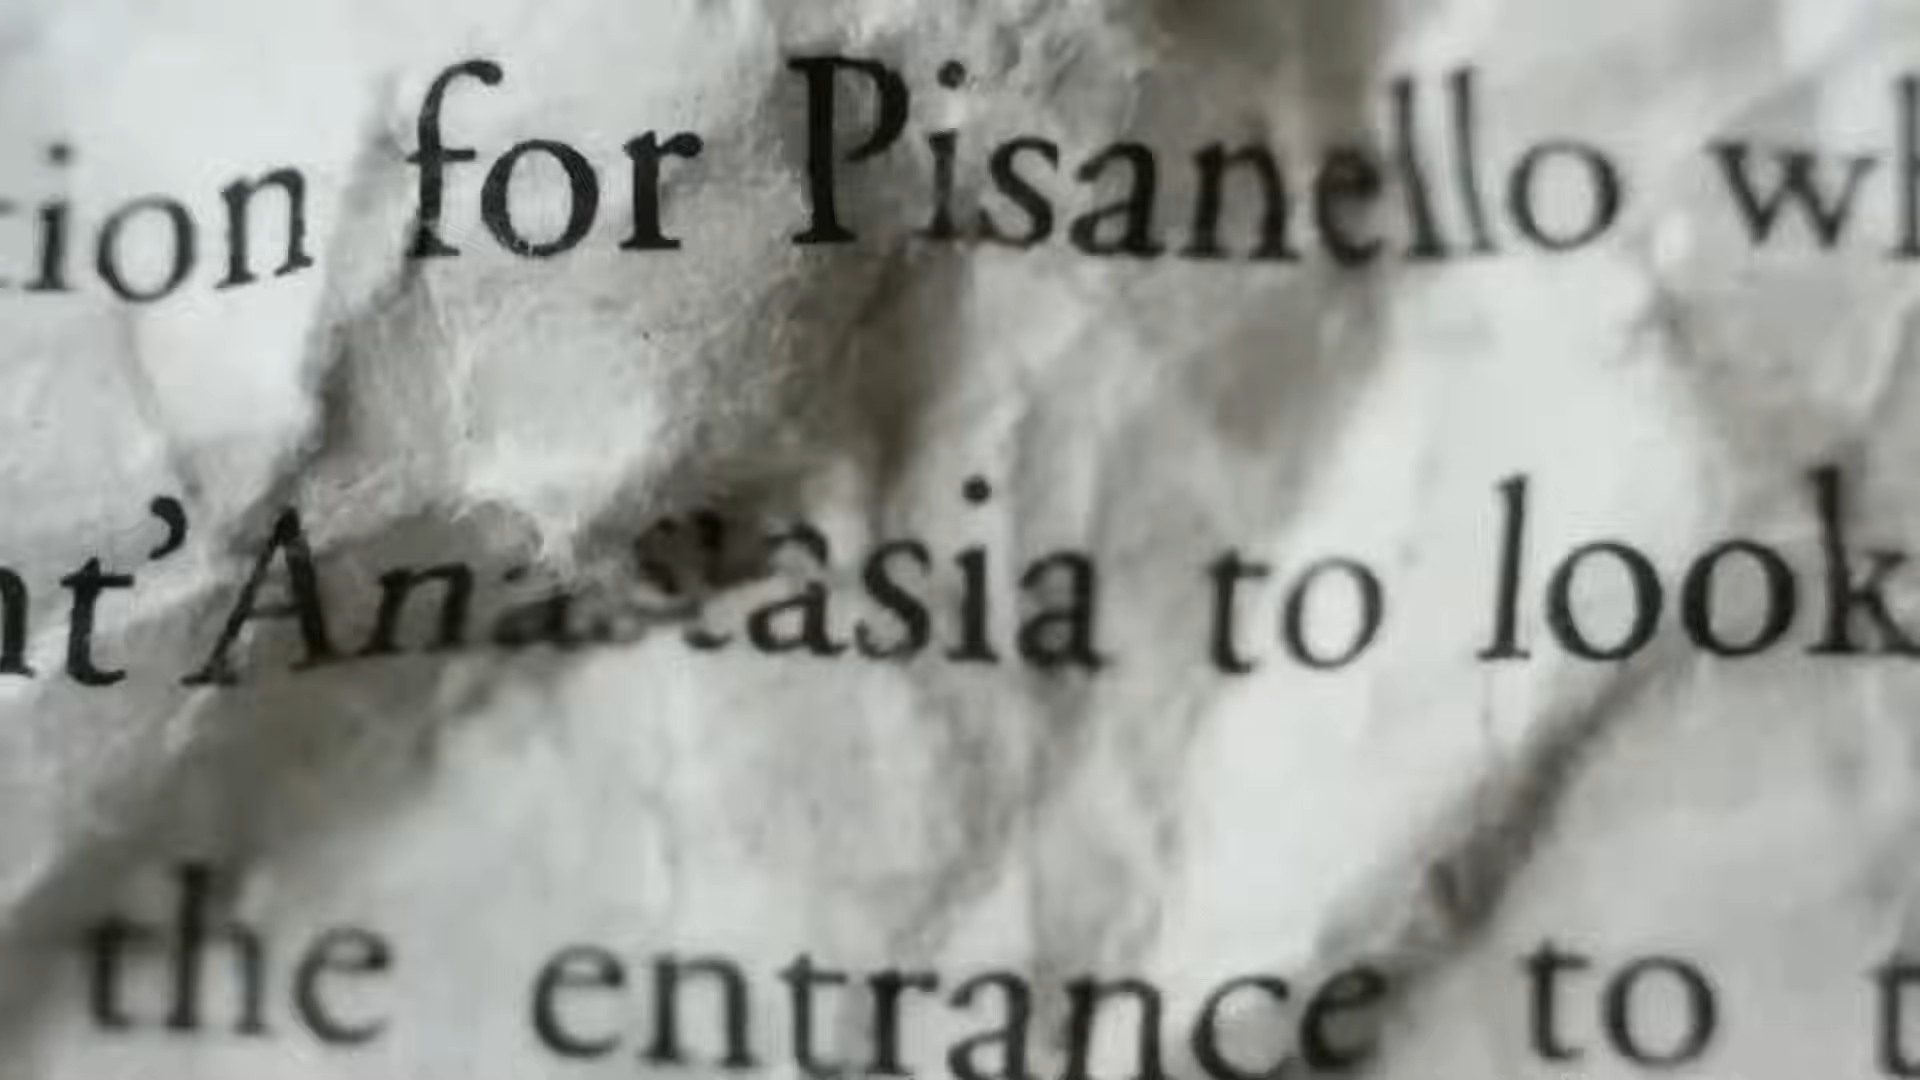 tion for Pisanello wh
nt’Anastasia to look
the entrance to t